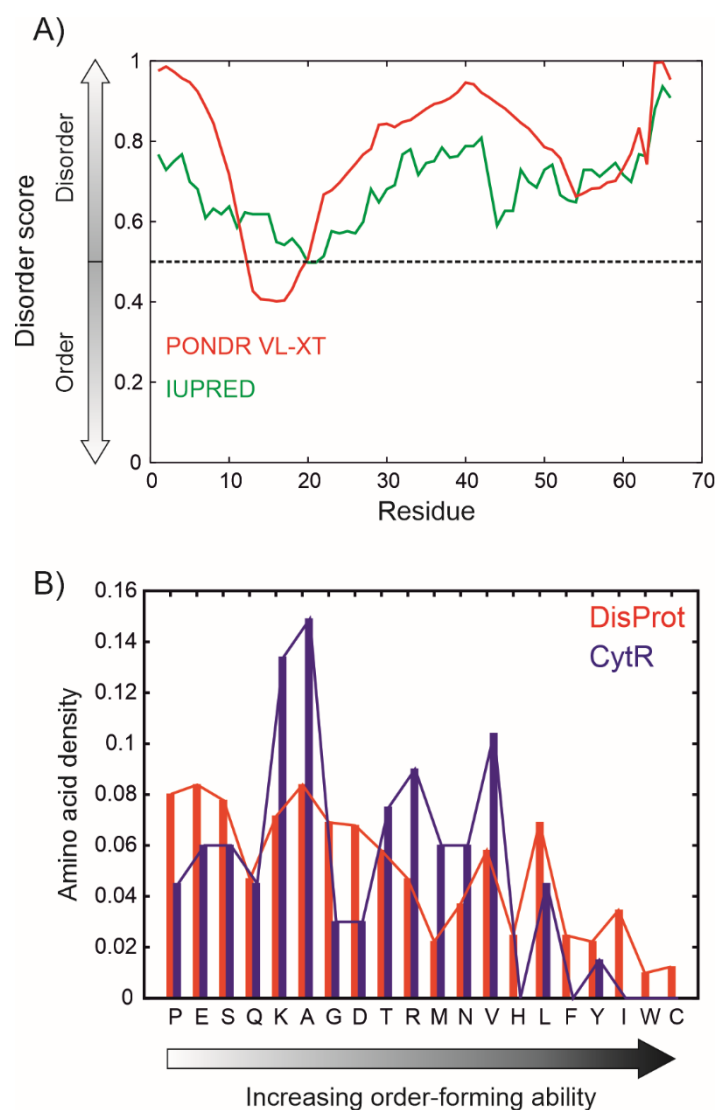 A)
Disorder score
Disorder
Order
1
0.8
0.6
0.4
0.2
0
PONDR VL-XT
IUPRED
0 10 20 30 40 50 60 70
Residue
B)
Amino acid density
0.16
0.14
0.12
0.1
0.08
0.06
0.04
0.02
0
DisProt
CytR
P E S Q K A G D T R M N V H L F Y I W C
Increasing order-forming ability